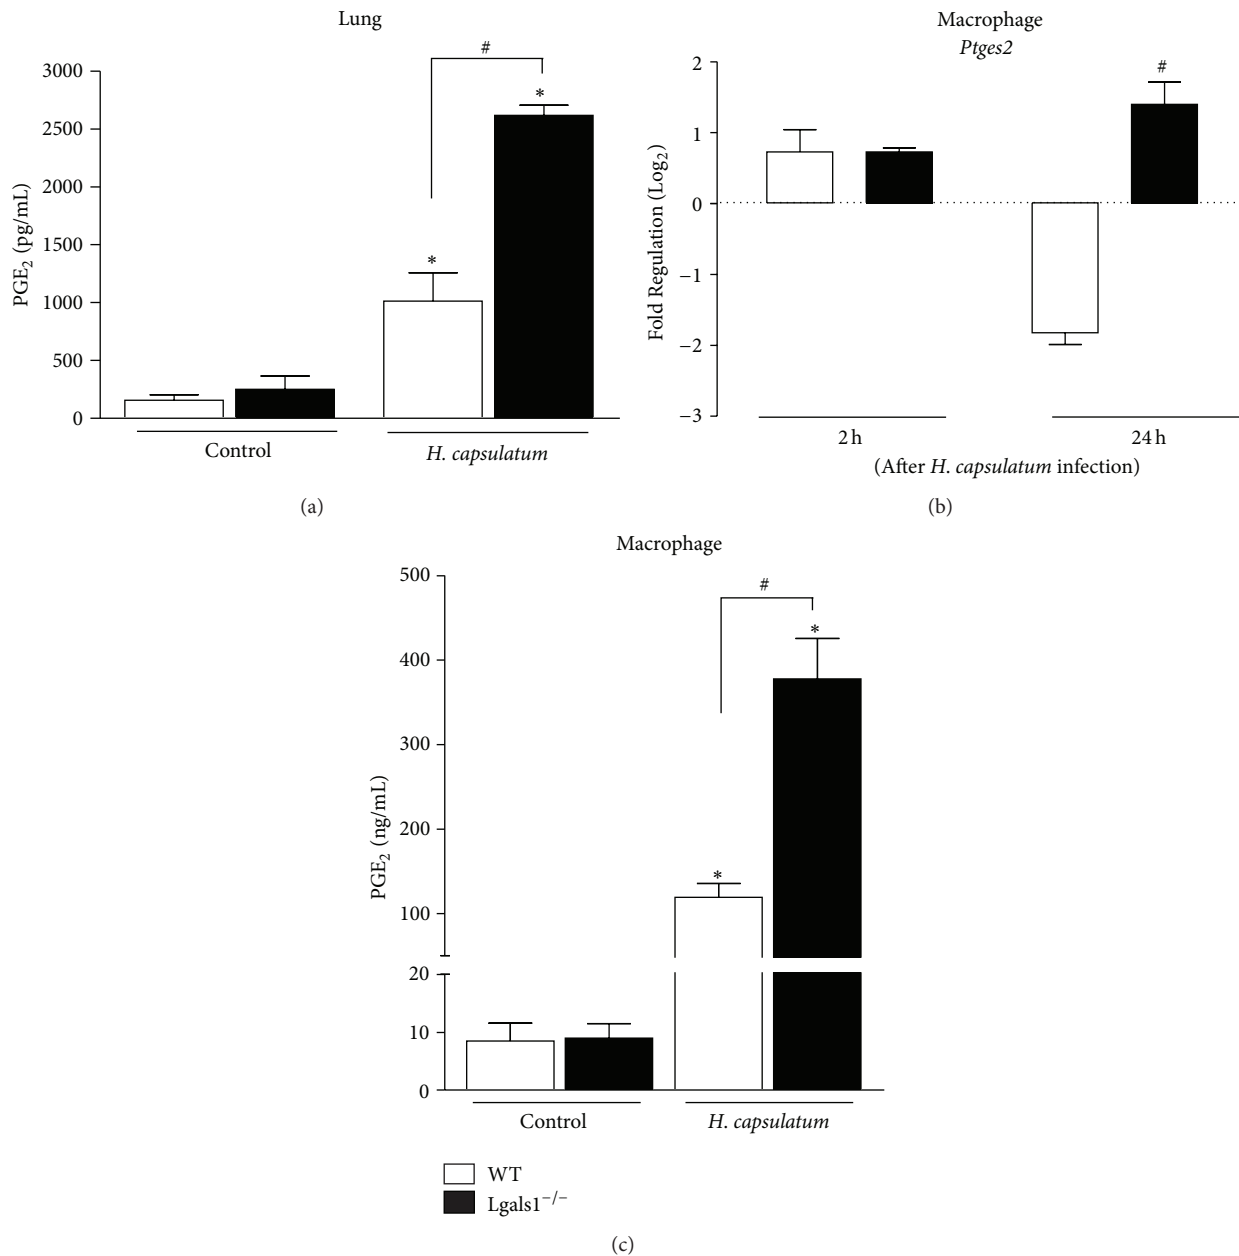 Lung
#
3000
*
2500
2000
1500
*
1000
500
0
PGE₂ (pg/mL)
Control
H. capsulatum
(a)
Macrophage
Ptges2
2
#
1
0
−1
−2
−3
Fold Regulation (Log₂)
2 h
24 h
(After H. capsulatum infection)
(b)
Macrophage
500
#
*
400
300
200
*
100
20
10
0
PGE₂ (ng/mL)
Control
H. capsulatum
WT
Lgals1⁻/⁻
(c)